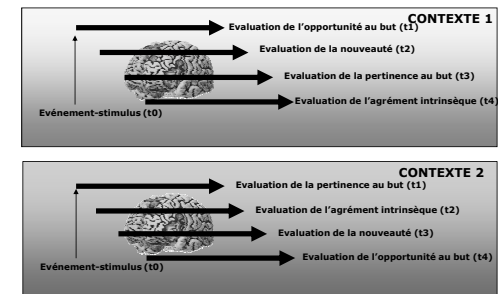 CONTEXTE 1
Evaluation de l'opportunité au but (t1)
Evaluation de la nouveauté (t2)
Evaluation de la pertinence au but (t3)
Evaluation de l'agrément intrinsèque (t4)
Evénement-stimulus (t0)
CONTEXTE 2
Evaluation de la pertinence au but (t1)
Evaluation de l'agrément intrinsèque (t2)
Evaluation de la nouveauté (t3)
Evaluation de l'opportunité au but (t4)
Evénement-stimulus (t0)